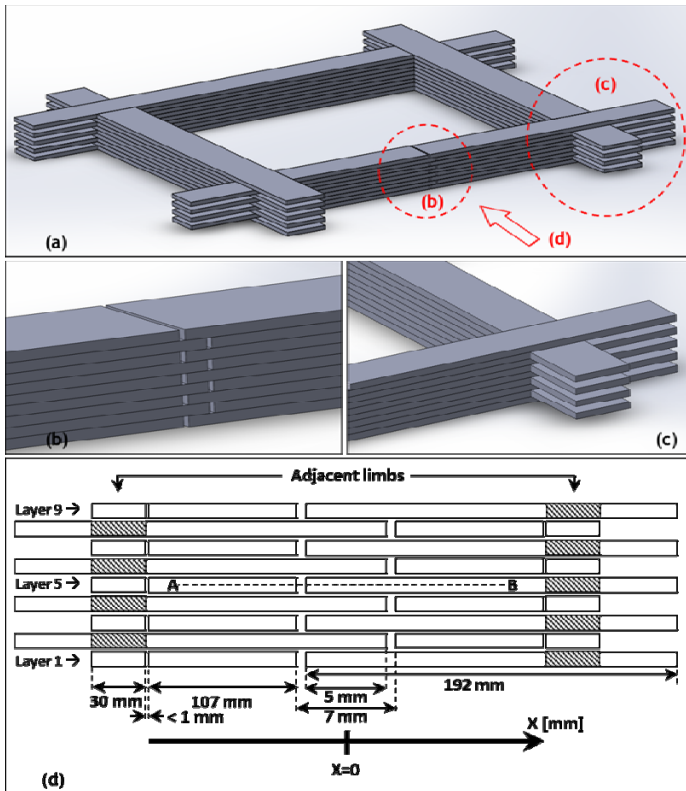 (c)
(b)
(d)
(a)
(b)
(c)
Adjacent limbs
Layer 9 →
Layer 5 →
A
B
Layer 1 →
192 mm
30 mm
107 mm
5 mm
< 1 mm
7 mm
X [mm]
X=0
(d)